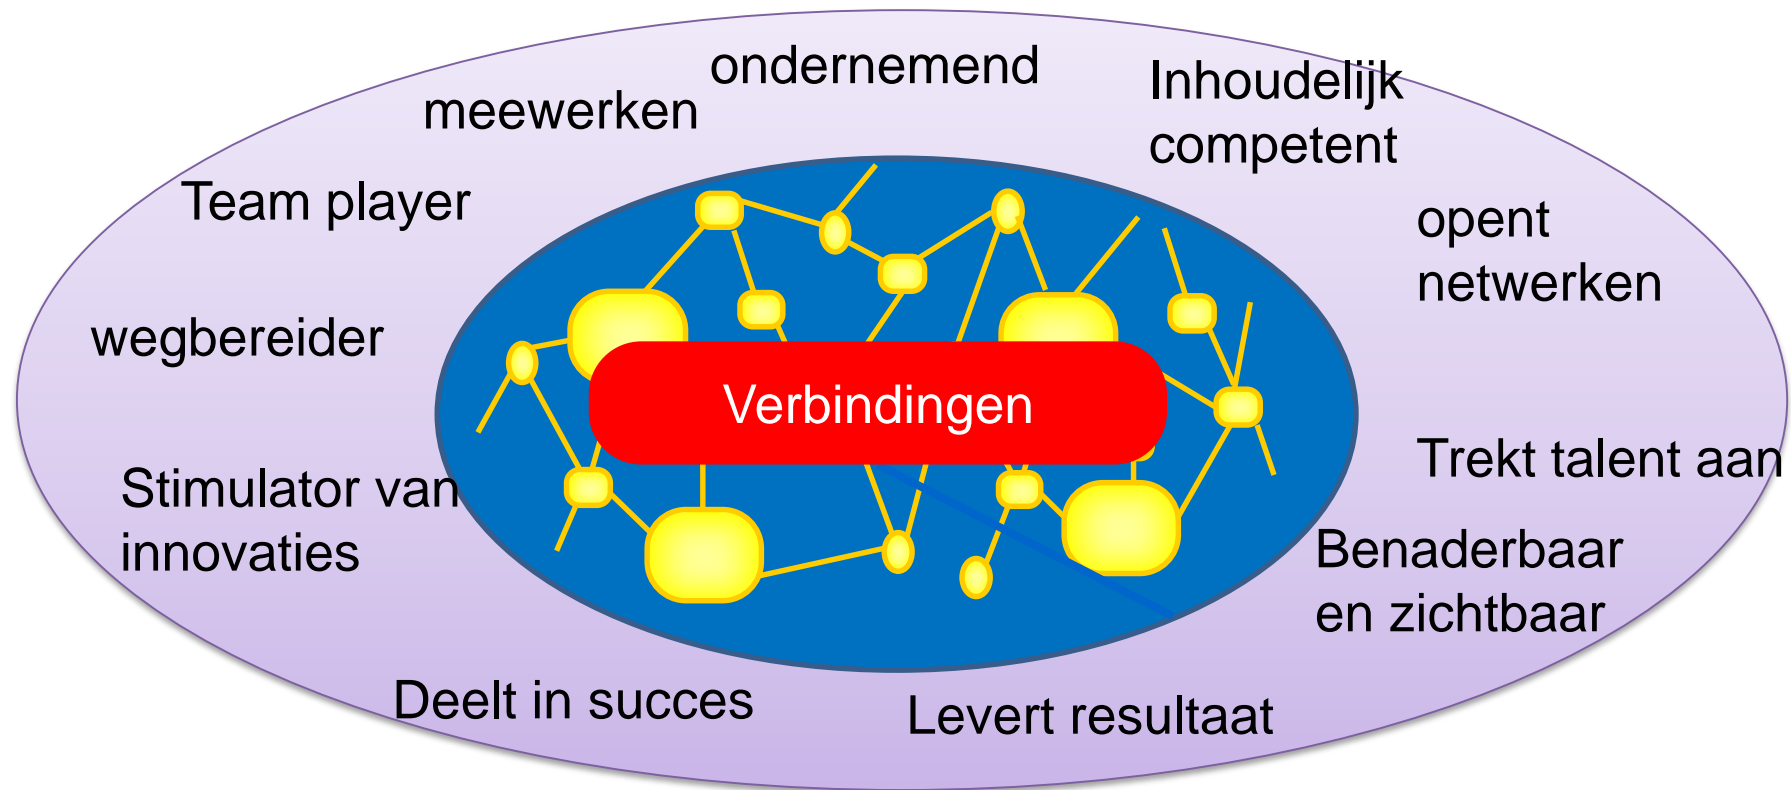 ondernemend
meewerken
Inhoudelijk
competent
Team player
opent
netwerken
wegbereider
Verbindingen
Trekt talent aan
Stimulator van
innovaties
Benaderbaar
en zichtbaar
Deelt in succes
Levert resultaat